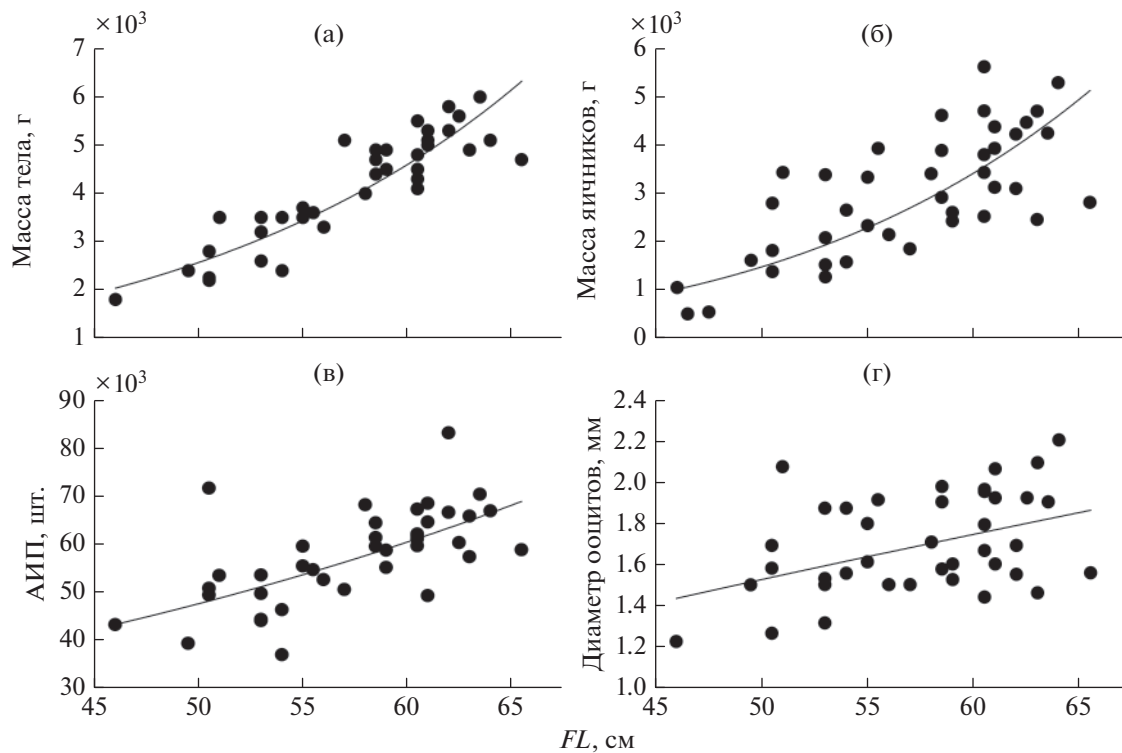 (а)
×10³
Масса тела, г
7
6
5
4
3
2
1
(б)
×10³
Масса яичников, г
6
5
4
3
2
1
0
(в)
×10³
АИП, шт.
90
80
70
60
50
40
30
45 50 55 60 65
(г)
Диаметр ооцитов, мм
2.4
2.2
2.0
1.8
1.6
1.4
1.2
1.0
45 50 55 60 65
FL, см